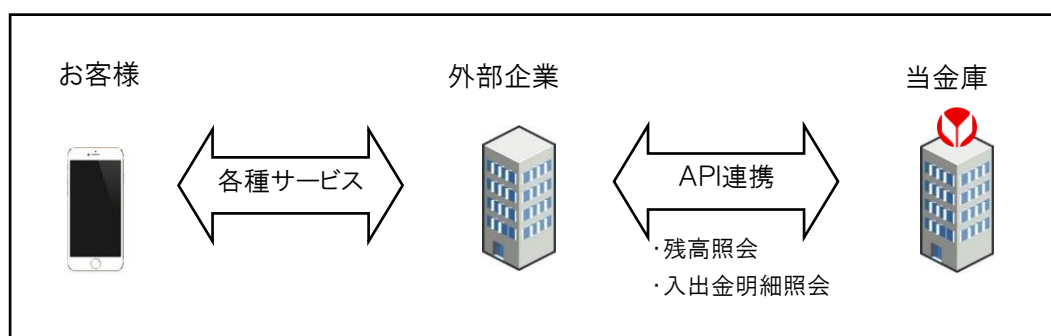 お客様
外部企業
当金庫
各種サービス
API連携
・残高照会
・入出金明細照会